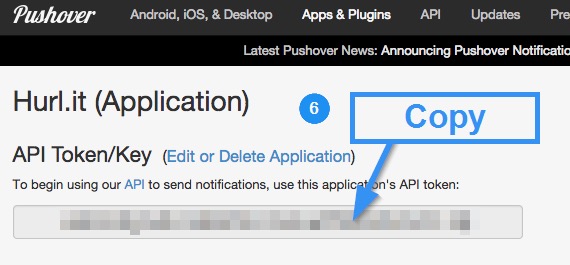 Pushover Android, iOS, & Desktop Apps & Plugins API Updates Pre
Latest Pushover News: Announcing Pushover Notificatio
Hurl.it (Application)
6
Copy
API Token/Key (Edit or Delete Application)
To begin using our API to send notifications, use this application's API token: